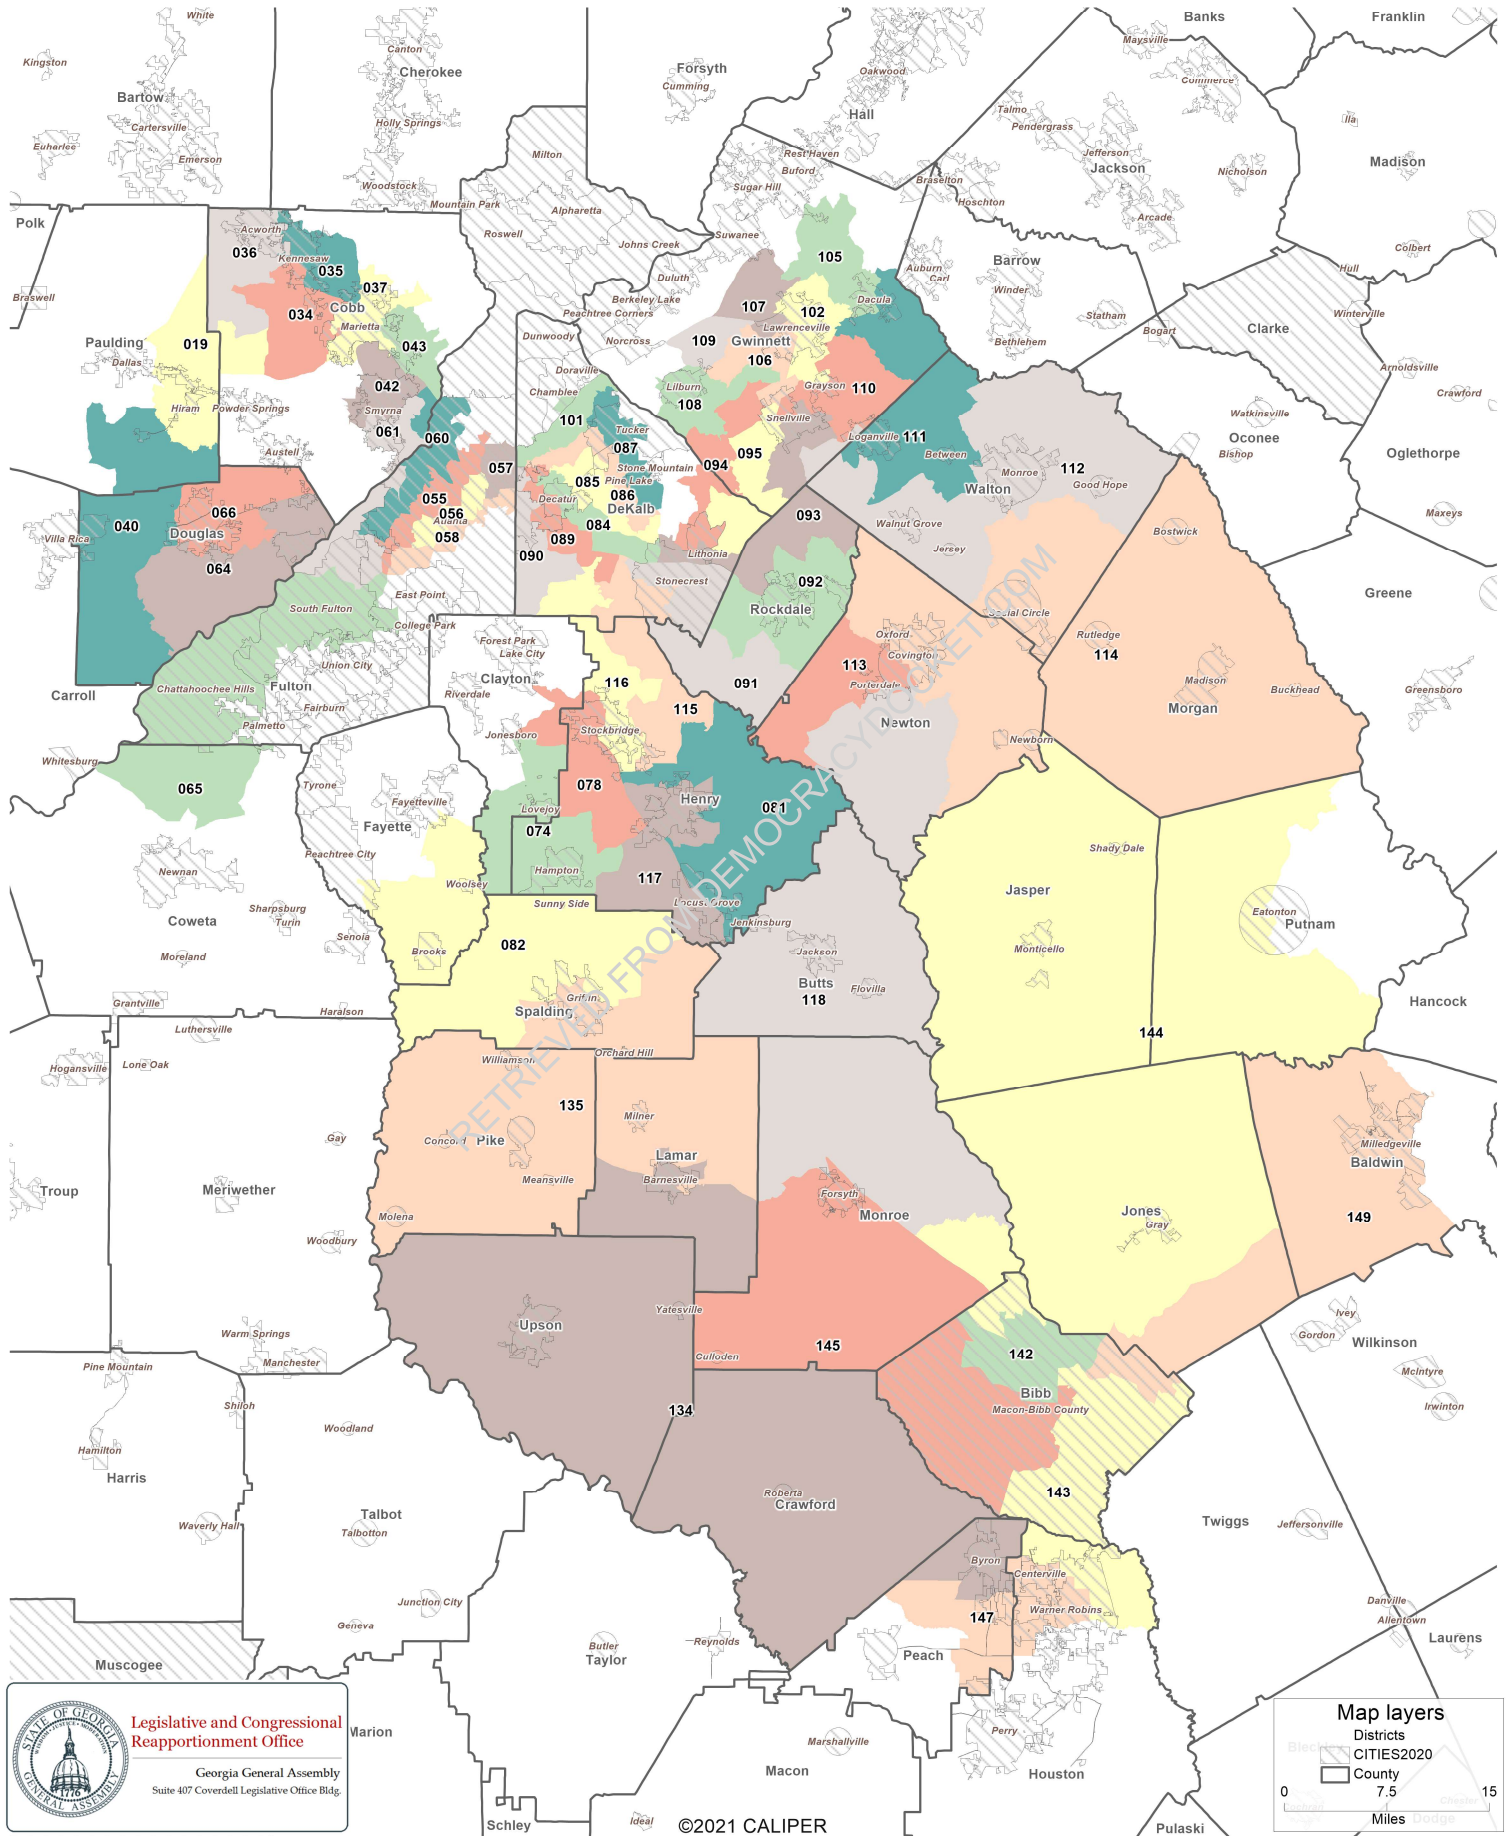 White
Banks
Franklin
Kingston
Canton
Cherokee
Forsyth
Cumming
Oakwood
Maysville
Commerce
Bartow
Cartersville
Holly Springs
Hall
Talmo
Pendergrass
Ila
Euharlee
Emerson
Milton
Rest Haven
Buford
Jefferson
Jackson
Nicholson
Madison
Woodstock
Mountain Park
Sugar Hill
Braselton
Hoschton
Polk
Alpharetta
Roswell
Johns Creek
Suwanee
Arcade
Colbert
Acworth
036
Kennesaw
035
037
105
Duluth
Auburn
Carl
Barrow
Winder
Hull
Braswell
034
Cobb
Marietta
Berkeley Lake
Peachtree Corners
107
102
Dacula
Lawrenceville
Statham
Winterville
Bogart
Clarke
Paulding
019
Dallas
043
Dunwoody
Norcross
109
Gwinnett
106
Bethlehem
042
Doraville
Chamblee
Lilburn
108
Grayson
110
Arnoldsville
Crawford
Hiram
Powder Springs
Smyrna
061
060
101
Tucker
087
Snellville
Loganville
111
Between
Watkinsville
Oconee
Bishop
Oglethorpe
Austell
057
Stone Mountain
094
095
Monroe
112
Good Hope
085
Pine Lake
086
DeKalb
Walton
055
056
Atlanta
058
Decatur
084
093
Walnut Grove
Jersey
Bostwick
Maxeys
040
Villa Rica
066
Douglas
064
090
089
Lithonia
Stonecrest
092
Rockdale
South Fulton
East Point
College Park
Forest Park
Lake City
Clayton
Riverdale
Oxford
Covington
113
Porterdale
Social Circle
Rutledge
114
Greene
Union City
Fulton
Chattahoochee Hills
Fairburn
Palmetto
Carroll
116
091
Madison
Buckhead
Morgan
Greensboro
115
Stockbridge
Jonesboro
Newton
Newborn
Whitesburg
065
Tyrone
Fayetteville
Fayette
078
Henry
081
Lovejoy
074
Peachtree City
Hampton
Shady Dale
Newnan
Woolsey
117
Jasper
Sharpsburg
Turin
Coweta
Sunny Side
Locust Grove
Jenkinsburg
Eatonton
Putnam
Senoia
Moreland
Brooks
082
Jackson
Butts
118
Flovilla
Monticello
Grantville
Haralson
Griffin
Spalding
Hancock
Luthersville
144
Hogansville
Lone Oak
Williamson
Orchard Hill
135
Milner
Gay
Concord
Pike
Lamar
Barnesville
Milledgeville
Baldwin
Troup
Meriwether
Meansville
Forsyth
Monroe
Molena
Jones
Gray
149
Woodbury
Yatesville
Upson
Ivey
Gordon
Wilkinson
Warm Springs
Manchester
Pine Mountain
Culloden
145
142
McIntyre
Bibb
Macon-Bibb County
Irwinton
Shiloh
Woodland
134
Hamilton
Harris
Roberta
Crawford
143
Talbot
Talbotton
Waverly Hall
Twiggs
Jeffersonville
Byron
Centerville
Junction City
147
Warner Robins
Danville
Allentown
Geneva
Butler
Taylor
Reynolds
Peach
Laurens
Muscogee
Marion
Perry
Marshallville
Macon
Houston
Ideal
Schley
Pulaski
RETRIEVED FROM DEMOCRACYDOCKET.COM
STATE OF GEORGIA
WISDOM JUSTICE MODERATION
1776
GENERAL ASSEMBLY
Legislative and Congressional
Reapportionment Office
Georgia General Assembly
Suite 407 Coverdell Legislative Office Bldg.
©2021 CALIPER
Map layers
Districts
CITIES2020
County
0 7.5 15
Miles
Bleckley
Cochran
Chester
Dodge